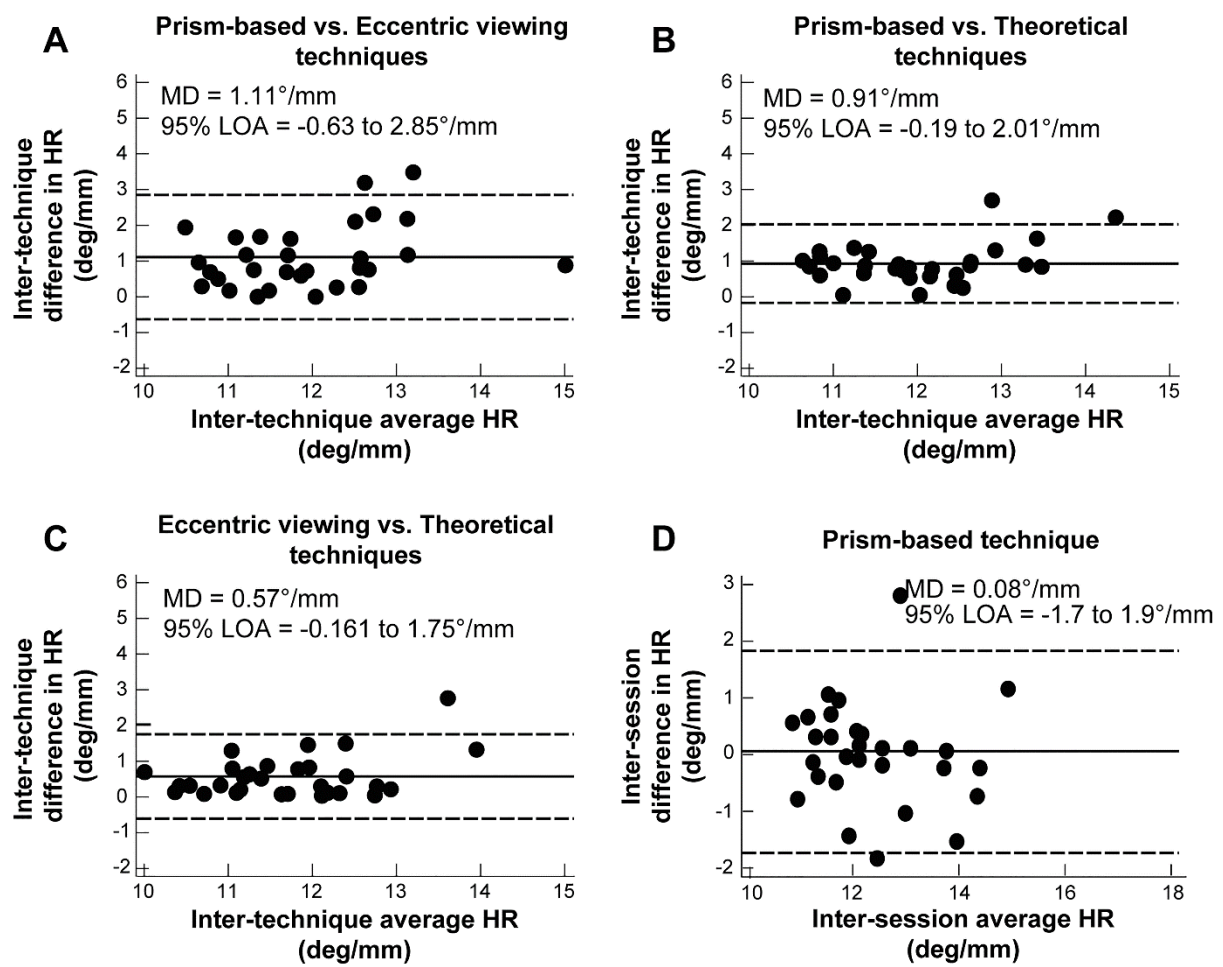 A
Prism-based vs. Eccentric viewing
techniques
MD = 1.11°/mm
95% LOA = -0.63 to 2.85°/mm
Inter-technique
difference in HR
(deg/mm)
6
5
4
3
2
1
0
-1
-2
10 11 12 13 14 15
Inter-technique average HR
(deg/mm)
B
Prism-based vs. Theoretical
techniques
MD = 0.91°/mm
95% LOA = -0.19 to 2.01°/mm
Inter-technique
difference in HR
(deg/mm)
6
5
4
3
2
1
0
-1
-2
10 11 12 13 14 15
Inter-technique average HR
(deg/mm)
C
Eccentric viewing vs. Theoretical
techniques
MD = 0.57°/mm
95% LOA = -0.161 to 1.75°/mm
Inter-technique
difference in HR
(deg/mm)
6
5
4
3
2
1
0
-1
-2
10 11 12 13 14 15
Inter-technique average HR
(deg/mm)
D
Prism-based technique
MD = 0.08°/mm
95% LOA = -1.7 to 1.9°/mm
Inter-session
difference in HR
(deg/mm)
3
2
1
0
-1
-2
10 12 14 16 18
Inter-session average HR
(deg/mm)